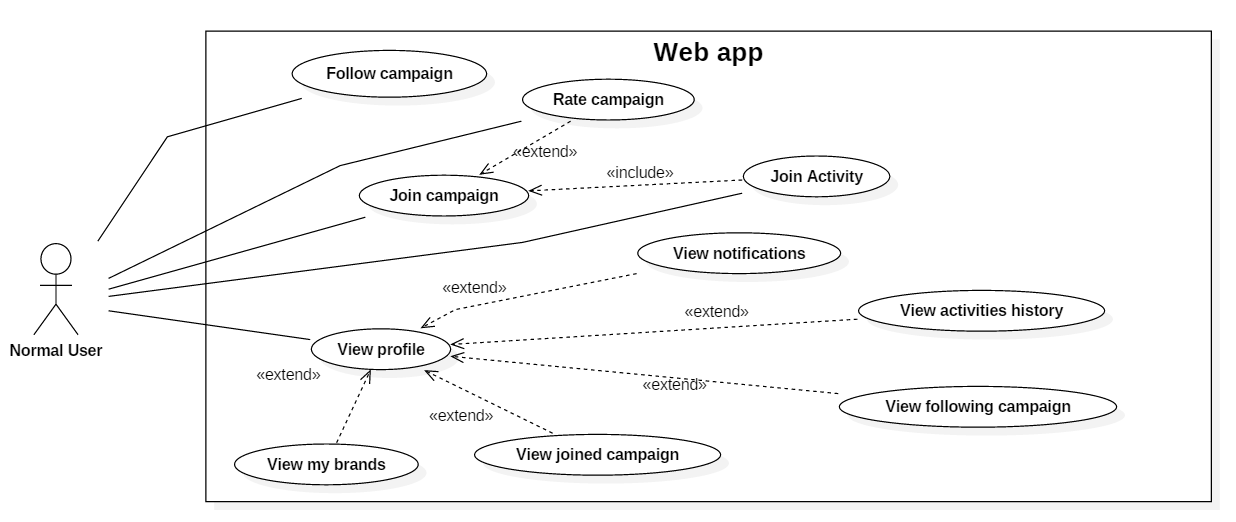 Web app
Follow campaign
Rate campaign
«extend»
«include»
Join Activity
Join campaign
View notifications
«extend»
«extend»
View activities history
Normal User
View profile
«extend»
«extend»
View following campaign
«extend»
View joined campaign
View my brands